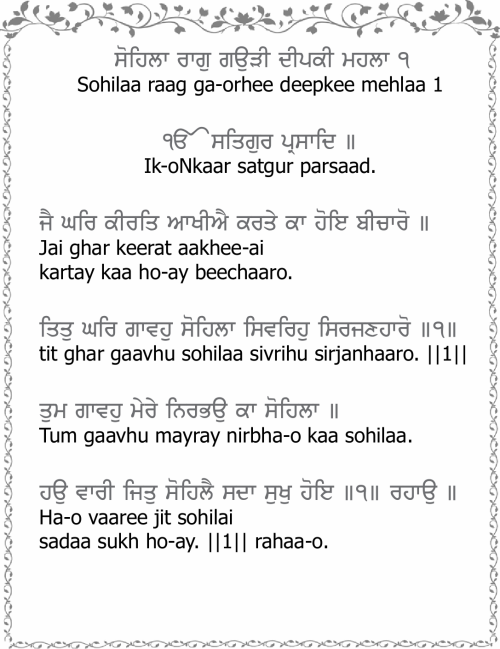 ਸੋਹਿਲਾ ਰਾਗੁ ਗਉੜੀ ਦੀਪਕੀ ਮਹਲਾ ੧
Sohilaa raag ga-orhee deepkee mehlaa 1
ੴ ਸਤਿਗੁਰ ਪ੍ਰਸਾਦਿ ॥
Ik-oNkaar satgur parsaad.
ਜੈ ਘਰਿ ਕੀਰਤਿ ਆਖੀਐ ਕਰਤੇ ਕਾ ਹੋਇ ਬੀਚਾਰੋ ॥
Jai ghar keerat aakhee-ai
kartay kaa ho-ay beechaaro.
ਤਿਤੁ ਘਰਿ ਗਾਵਹੁ ਸੋਹਿਲਾ ਸਿਵਰਿਹੁ ਸਿਰਜਣਹਾਰੋ ॥੧॥
tit ghar gaavhu sohilaa sivrihu sirjanhaaro. ||1||
ਤੁਮ ਗਾਵਹੁ ਮੇਰੇ ਨਿਰਭਉ ਕਾ ਸੋਹਿਲਾ ॥
Tum gaavhu mayray nirbha-o kaa sohilaa.
ਹਉ ਵਾਰੀ ਜਿਤੁ ਸੋਹਿਲੈ ਸਦਾ ਸੁਖੁ ਹੋਇ ॥੧॥ ਰਹਾਉ ॥
Ha-o vaaree jit sohilai
sadaa sukh ho-ay. ||1|| rahaa-o.